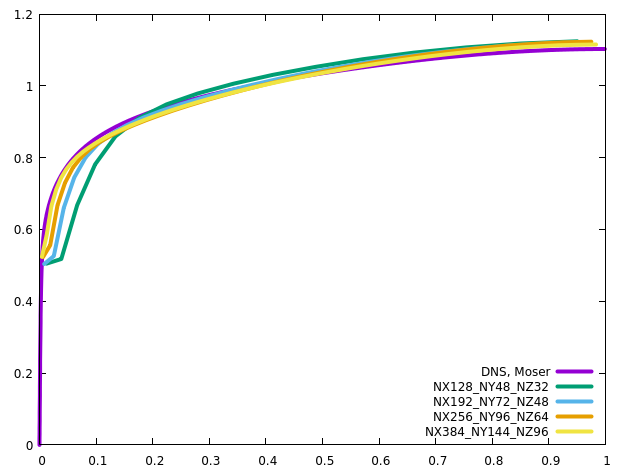 1.2
1
0.8
0.6
0.4
0.2
0
0 0.1 0.2 0.3 0.4 0.5 0.6 0.7 0.8 0.9 1
DNS, Moser
NX128_NY48_NZ32
NX192_NY72_NZ48
NX256_NY96_NZ64
NX384_NY144_NZ96